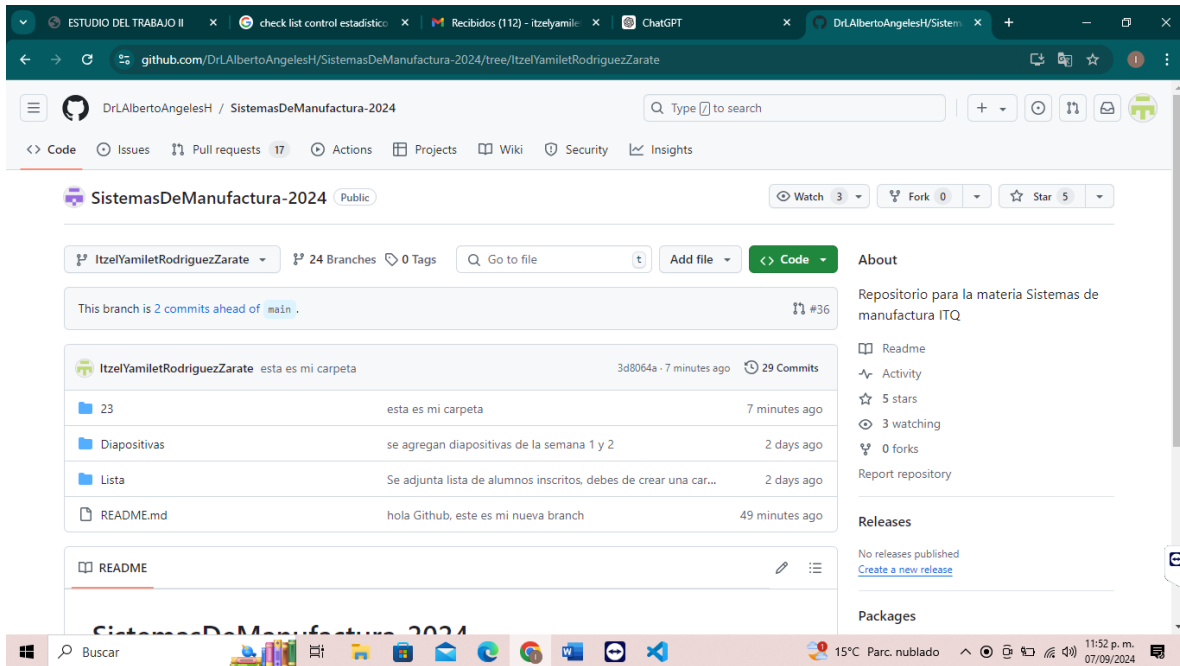 ESTUDIO DEL TRABAJO II
check list control estadístico
Recibidos (112) - itzelyamile
ChatGPT
DrLAlbertoAngelesH/Sistem
github.com/DrLAlbertoAngelesH/SistemasDeManufactura-2024/tree/ItzelYamiletRodriguezZarate
I
DrLAlbertoAngelesH / SistemasDeManufactura-2024
Type / to search
Code
Issues
Pull requests 17
Actions
Projects
Wiki
Security
Insights
SistemasDeManufactura-2024 Public
Watch 3
Fork 0
Star 5
ItzelYamiletRodriguezZarate
24 Branches
0 Tags
Go to file t
Add file
<> Code
This branch is 2 commits ahead of main .
#36
ItzelYamiletRodriguezZarate esta es mi carpeta 3d8064a · 7 minutes ago 29 Commits
23 esta es mi carpeta 7 minutes ago
Diapositivas se agregan diapositivas de la semana 1 y 2 2 days ago
Lista Se adjunta lista de alumnos inscritos, debes de crear una car... 2 days ago
README.md hola Github, este es mi nueva branch 49 minutes ago
README
SistemasDeManufactura-2024
About
Repositorio para la materia Sistemas de
manufactura ITQ
Readme
Activity
5 stars
3 watching
0 forks
Report repository
Releases
No releases published
Create a new release
Packages
Buscar
15°C Parc. nublado
11:52 p. m.
07/09/2024